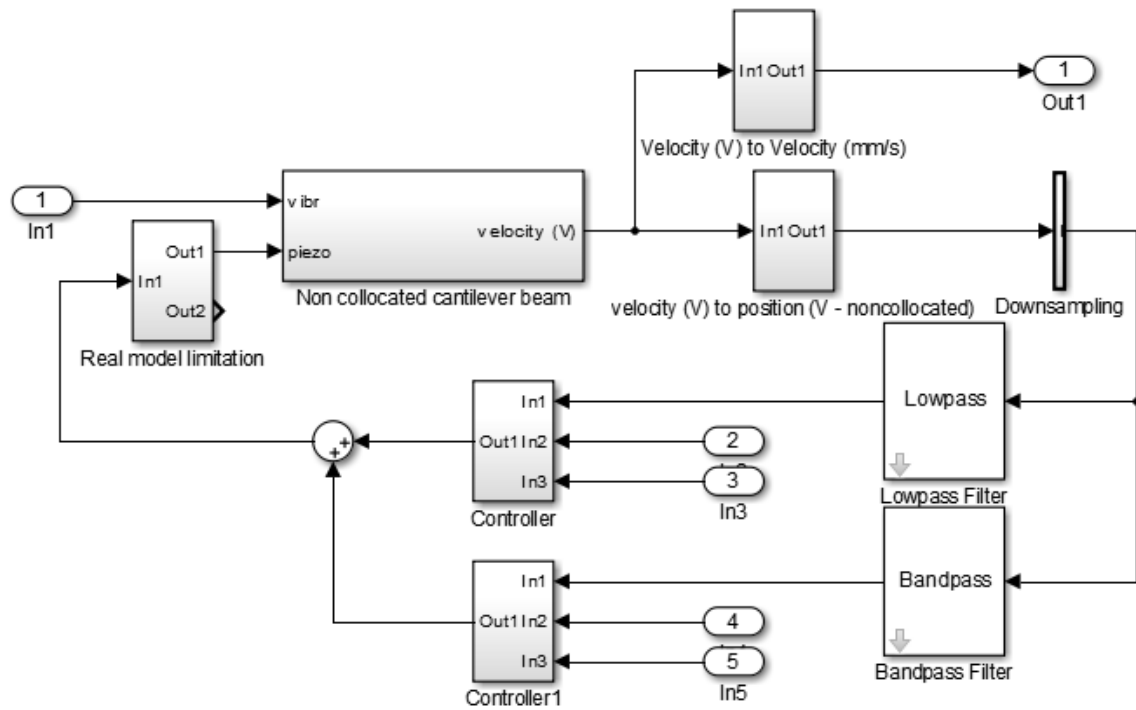 In1 Out1
1
Out1
Velocity (V) to Velocity (mm/s)
1
In1
vibr
velocity (V)
piezo
Non collocated cantilever beam
In1 Out1
velocity (V) to position (V - noncollocated)
Downsampling
Out1
In1
Out2
Real model limitation
Lowpass
Lowpass Filter
In1
Out1 In2
In3
Controller
2
3
In3
+
+
Bandpass
Bandpass Filter
In1
Out1 In2
In3
Controller1
4
5
In5